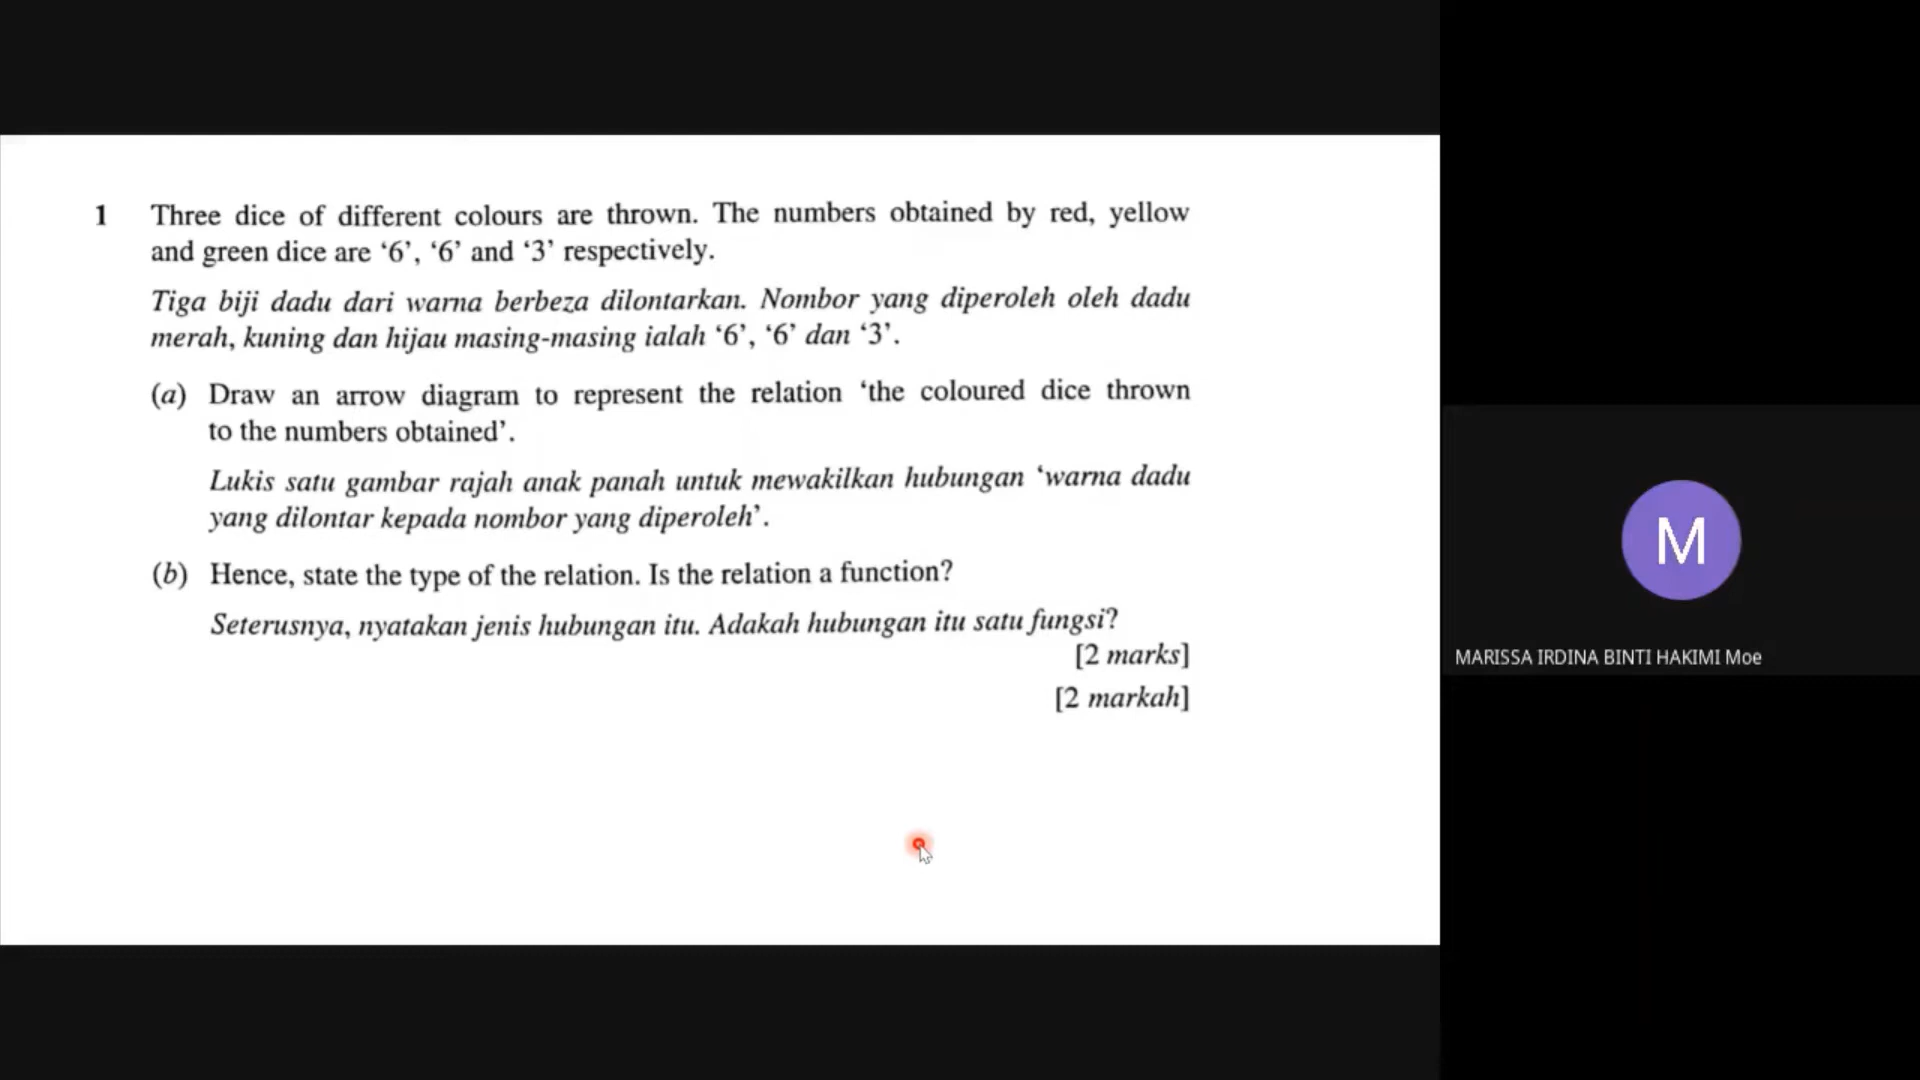 1 Three dice of different colours are thrown. The numbers obtained by red, yellow
and green dice are ‘6’, ‘6’ and ‘3’ respectively.
Tiga biji dadu dari warna berbeza dilontarkan. Nombor yang diperoleh oleh dadu
merah, kuning dan hijau masing-masing ialah ‘6’, ‘6’ dan ‘3’.
(a) Draw an arrow diagram to represent the relation ‘the coloured dice thrown
to the numbers obtained’.
Lukis satu gambar rajah anak panah untuk mewakilkan hubungan ‘warna dadu
yang dilontar kepada nombor yang diperoleh’.
(b) Hence, state the type of the relation. Is the relation a function?
Seterusnya, nyatakan jenis hubungan itu. Adakah hubungan itu satu fungsi?
[2 marks]
[2 markah]
M
MARISSA IRDINA BINTI HAKIMI Moe